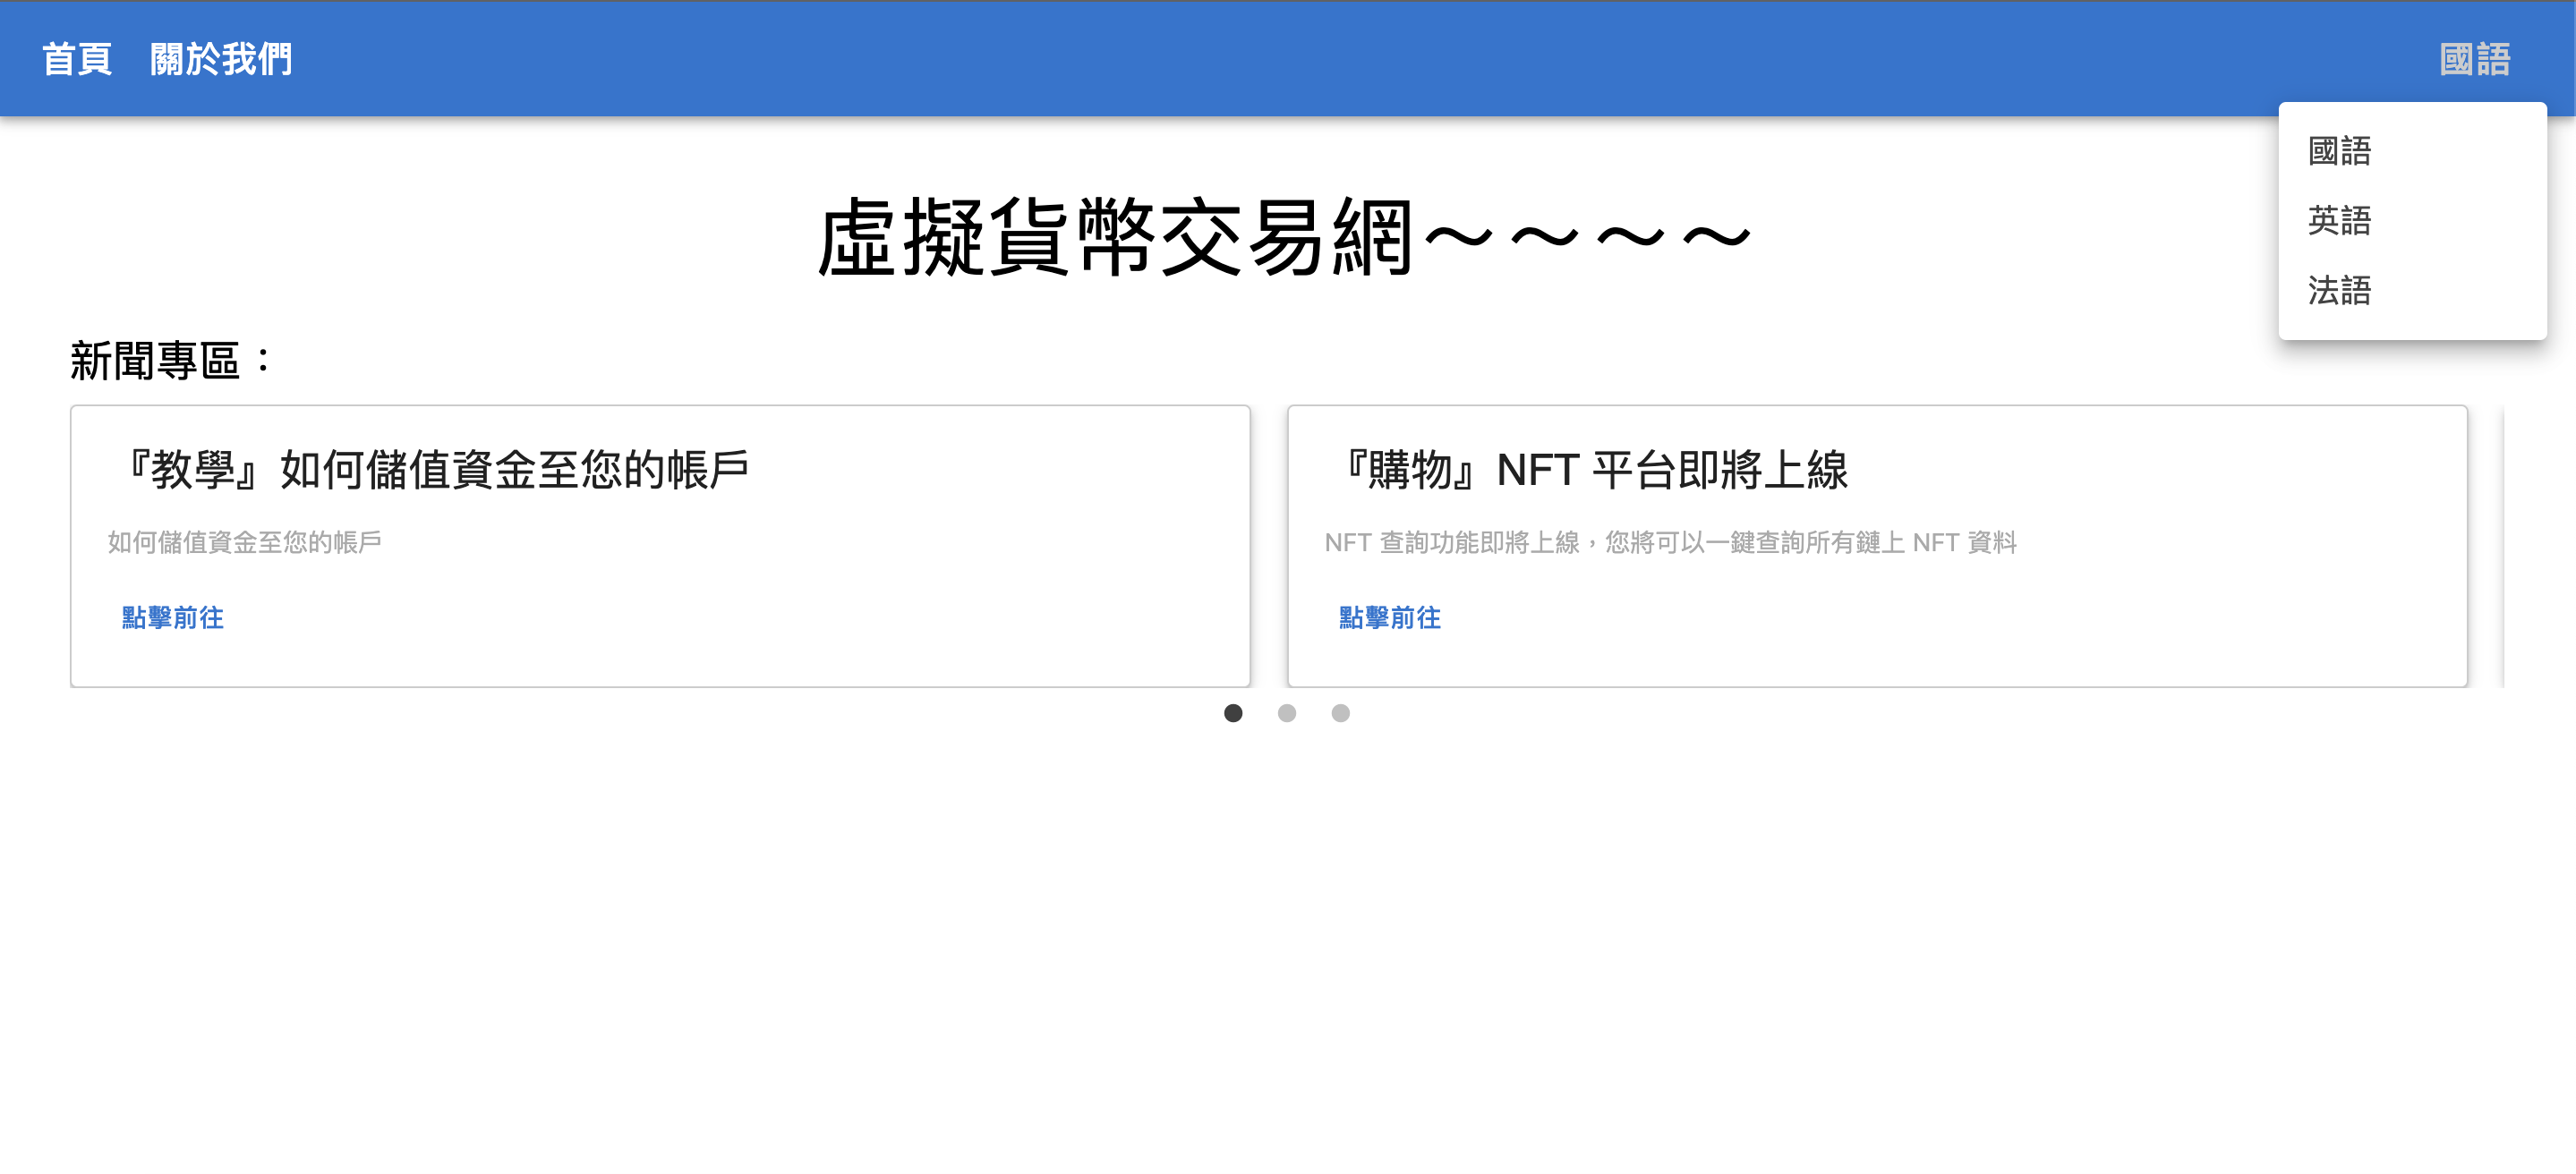 首頁 關於我們 國語
國語
英語
法語
虛擬貨幣交易網～～～～
新聞專區：
『教學』如何儲值資金至您的帳戶
如何儲值資金至您的帳戶
點擊前往
『購物』NFT 平台即將上線
NFT 查詢功能即將上線，您將可以一鍵查詢所有鏈上 NFT 資料
點擊前往